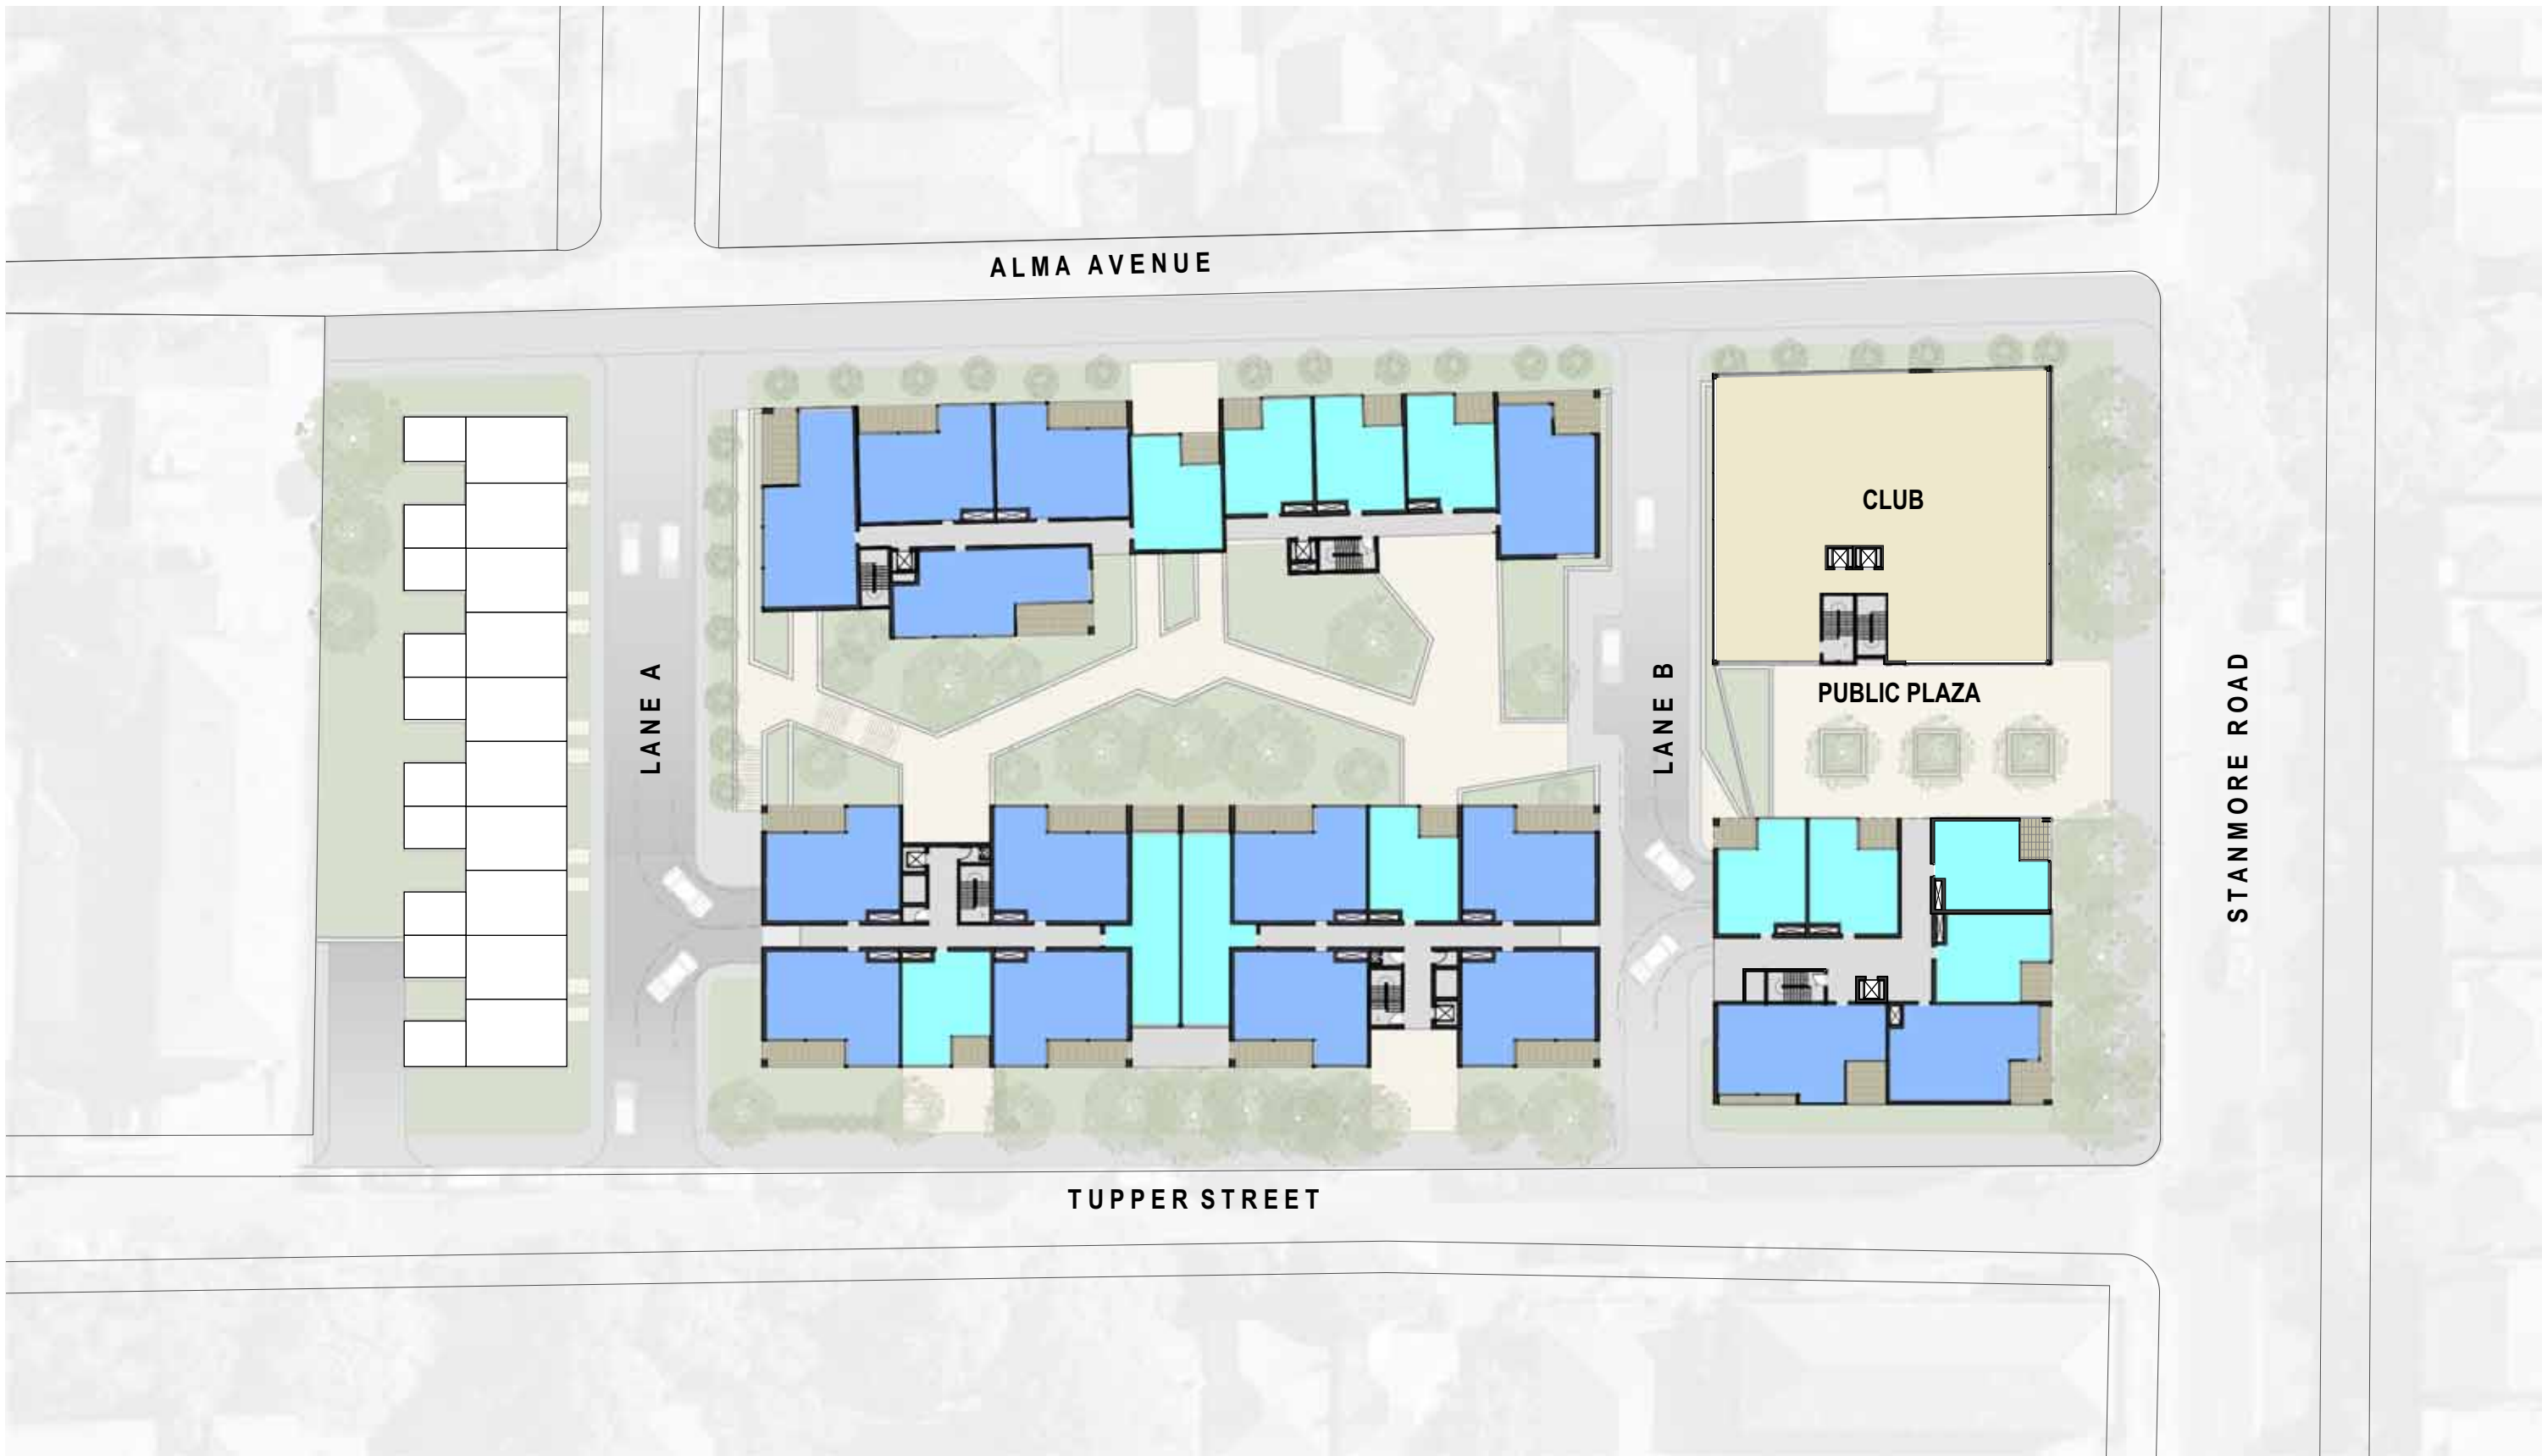 ALMA AVENUE
CLUB
PUBLIC PLAZA
LANE A
LANE B
STANMORE ROAD
TUPPER STREET